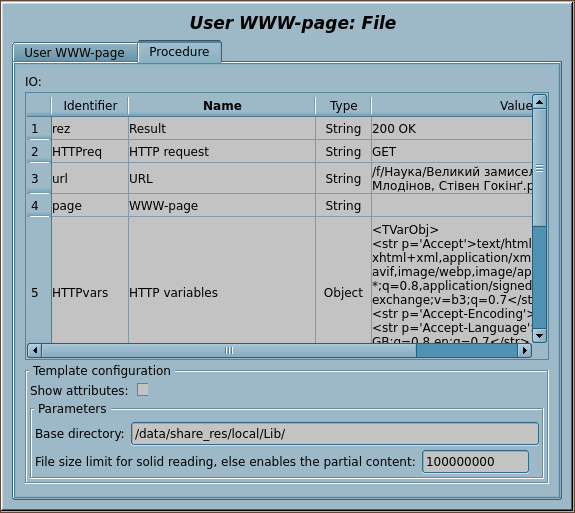 User WWW-page: File
User WWW-page Procedure
IO:
Identifier Name Type Value
1 rez Result String 200 OK
2 HTTPreq HTTP request String GET
3 url URL String /f/Наука/Великий замисел
Млодінов, Стівен Гокінґ.p
4 page WWW-page String
<TVarObj>
<str p='Accept'>text/html
xhtml+xml,application/xm
avif,image/webp,image/ap
*;q=0.8,application/signed
5 HTTPvars HTTP variables Object exchange;v=b3;q=0.7</st
<str p='Accept-Encoding'>
<str p='Accept-Language'
GB;q=0.8,en;q=0.7</str>
Template configuration
Show attributes:
Parameters
Base directory: /data/share_res/local/Lib/
File size limit for solid reading, else enables the partial content: 100000000